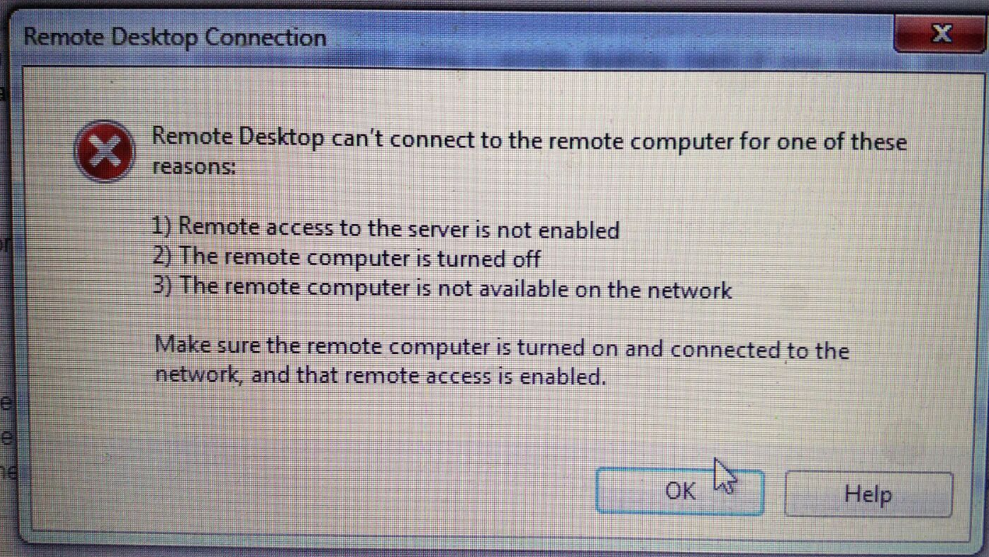 Remote Desktop Connection
Remote Desktop can't connect to the remote computer for one of these
reasons:
1) Remote access to the server is not enabled
2) The remote computer is turned off
3) The remote computer is not available on the network
Make sure the remote computer is turned on and connected to the
network, and that remote access is enabled.
OK
Help